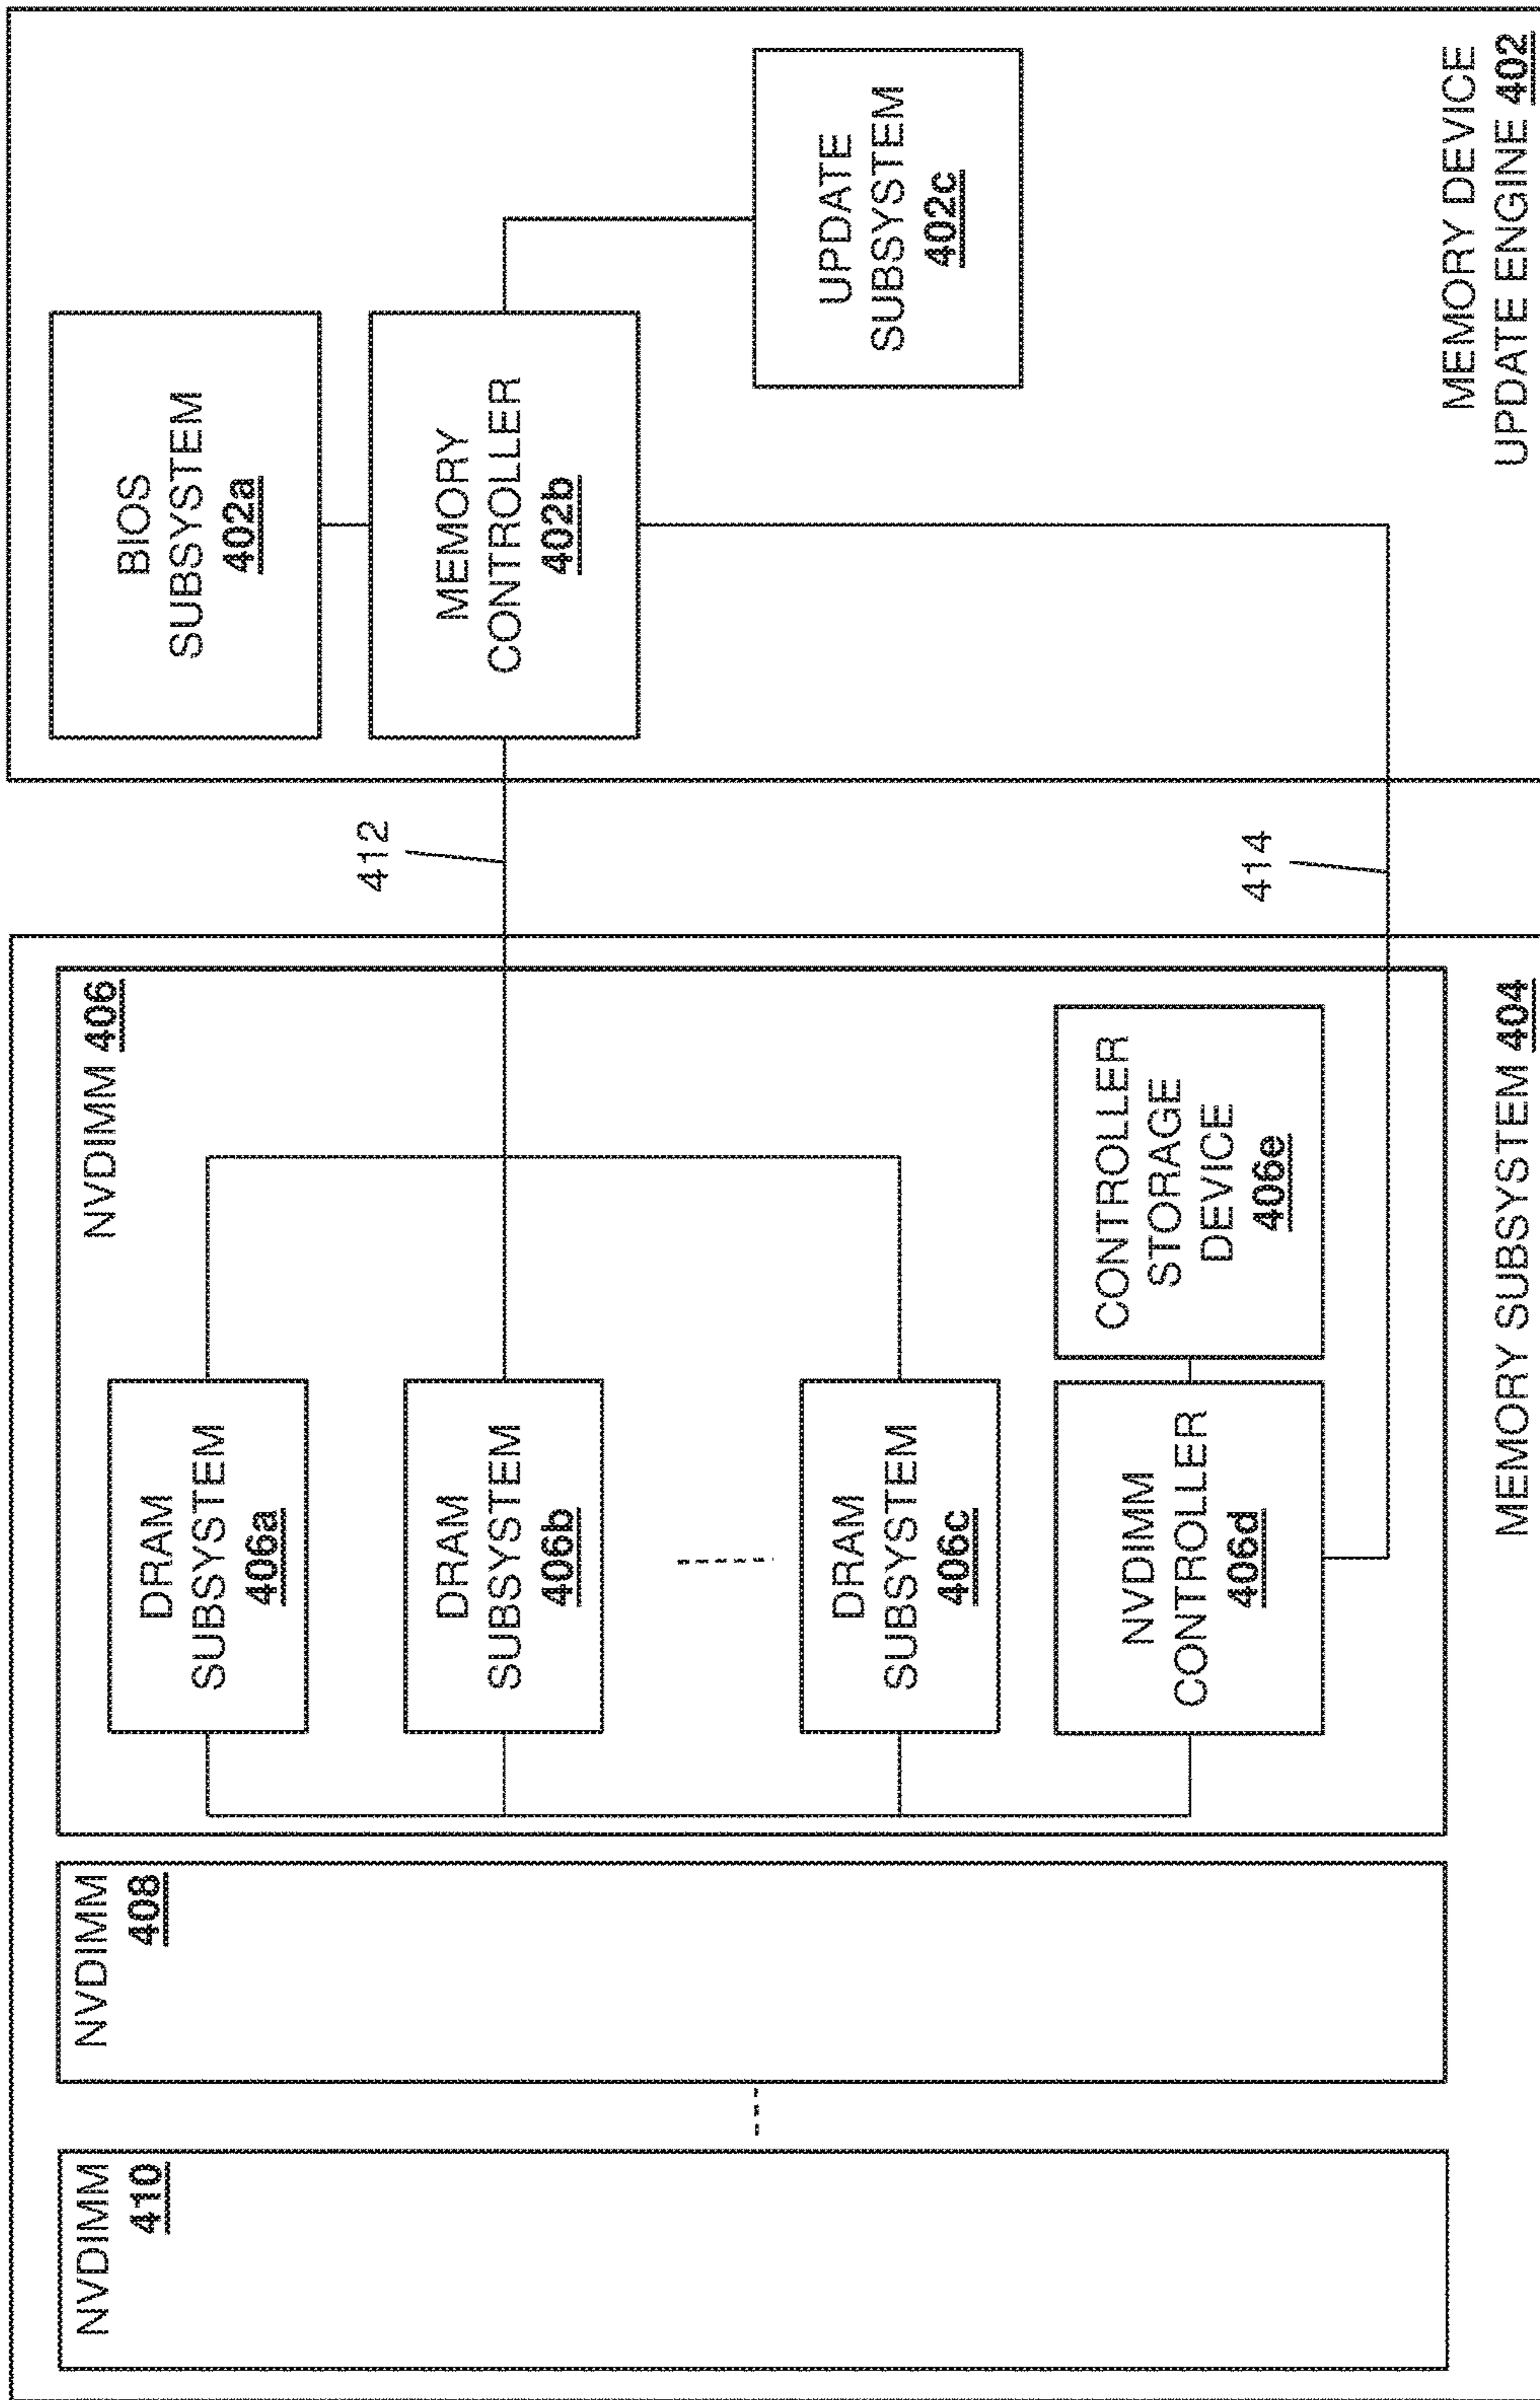 NVDIMM
410
NVDIMM
408
NVDIMM 406
DRAM
SUBSYSTEM
406a
DRAM
SUBSYSTEM
406b
DRAM
SUBSYSTEM
406c
NVDIMM
CONTROLLER
406d
CONTROLLER
STORAGE
DEVICE
406e
MEMORY SUBSYSTEM 404
412
414
BIOS
SUBSYSTEM
402a
MEMORY
CONTROLLER
402b
UPDATE
SUBSYSTEM
402c
MEMORY DEVICE
UPDATE ENGINE 402